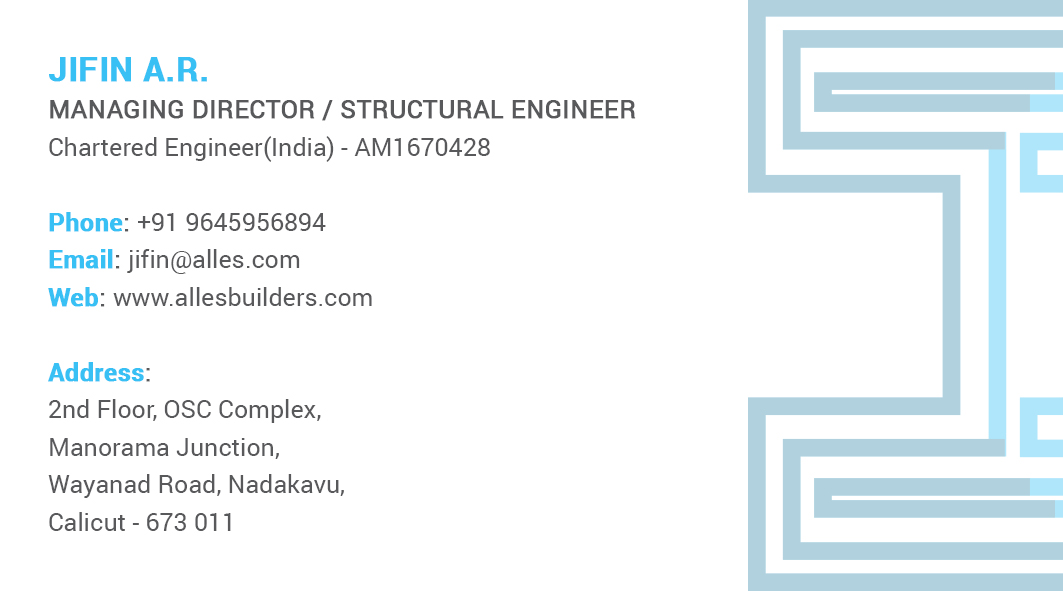 JIFIN A.R.
MANAGING DIRECTOR / STRUCTURAL ENGINEER
Chartered Engineer(India) - AM1670428
Phone: +91 9645956894
Email: jifin@alles.com
Web: www.allesbuilders.com
Address:
2nd Floor, OSC Complex,
Manorama Junction,
Wayanad Road, Nadakavu,
Calicut - 673 011